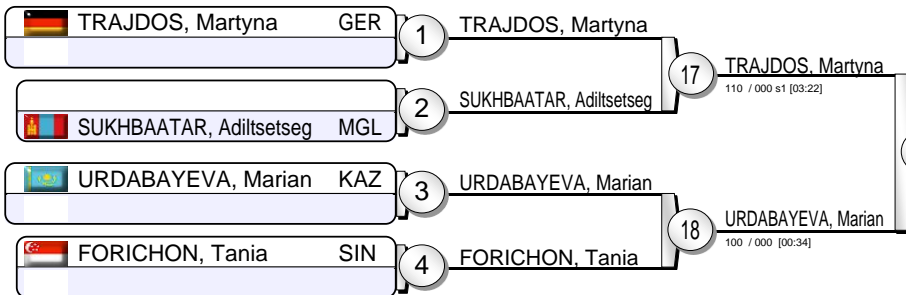 TRAJDOS, Martyna GER
1
TRAJDOS, Martyna
17
TRAJDOS, Martyna
110 / 000 s1 [03:22]
2
SUKHBAATAR, Adiltsetseg
SUKHBAATAR, Adiltsetseg MGL
URDABAYEVA, Marian KAZ
3
URDABAYEVA, Marian
18
URDABAYEVA, Marian
100 / 000 [00:34]
FORICHON, Tania SIN
4
FORICHON, Tania